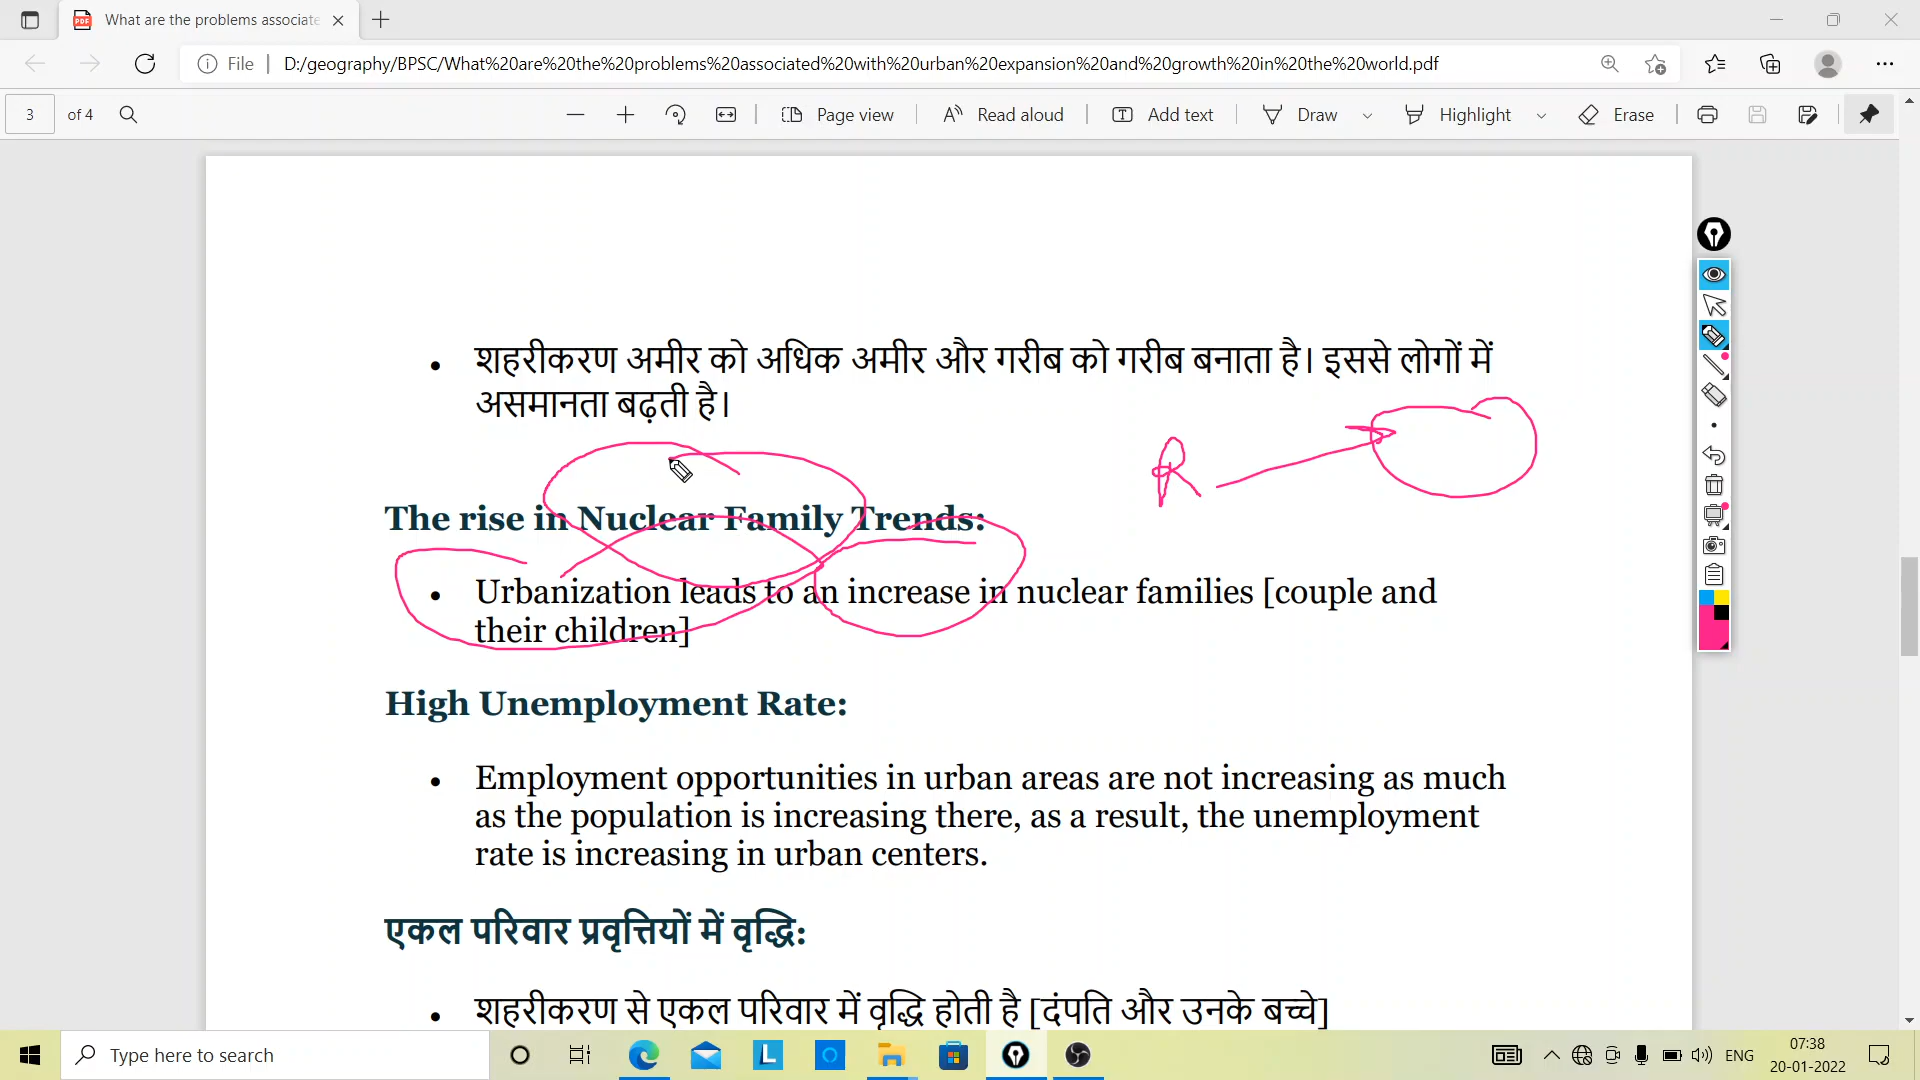 What are the problems associate
File
D:/geography/BPSC/What%20are%20the%20problems%20associated%20with%20urban%20expansion%20and%20growth%20in%20the%20world.pdf
3 of 4
Page view
Read aloud
Add text
Draw
Highlight
Erase
शहरीकरण अमीर को अधिक अमीर और गरीब को गरीब बनाता है। इससे लोगों में
असमानता बढ़ती है।
R
The rise in Nuclear Family Trends:
Urbanization leads to an increase in nuclear families [couple and
their children]
High Unemployment Rate:
Employment opportunities in urban areas are not increasing as much
as the population is increasing there, as a result, the unemployment
rate is increasing in urban centers.
एकल परिवार प्रवृत्तियों में वृद्धि:
शहरीकरण से एकल परिवार में वृद्धि होती है [दंपति और उनके बच्चे]
Type here to search
ENG
07:38
20-01-2022